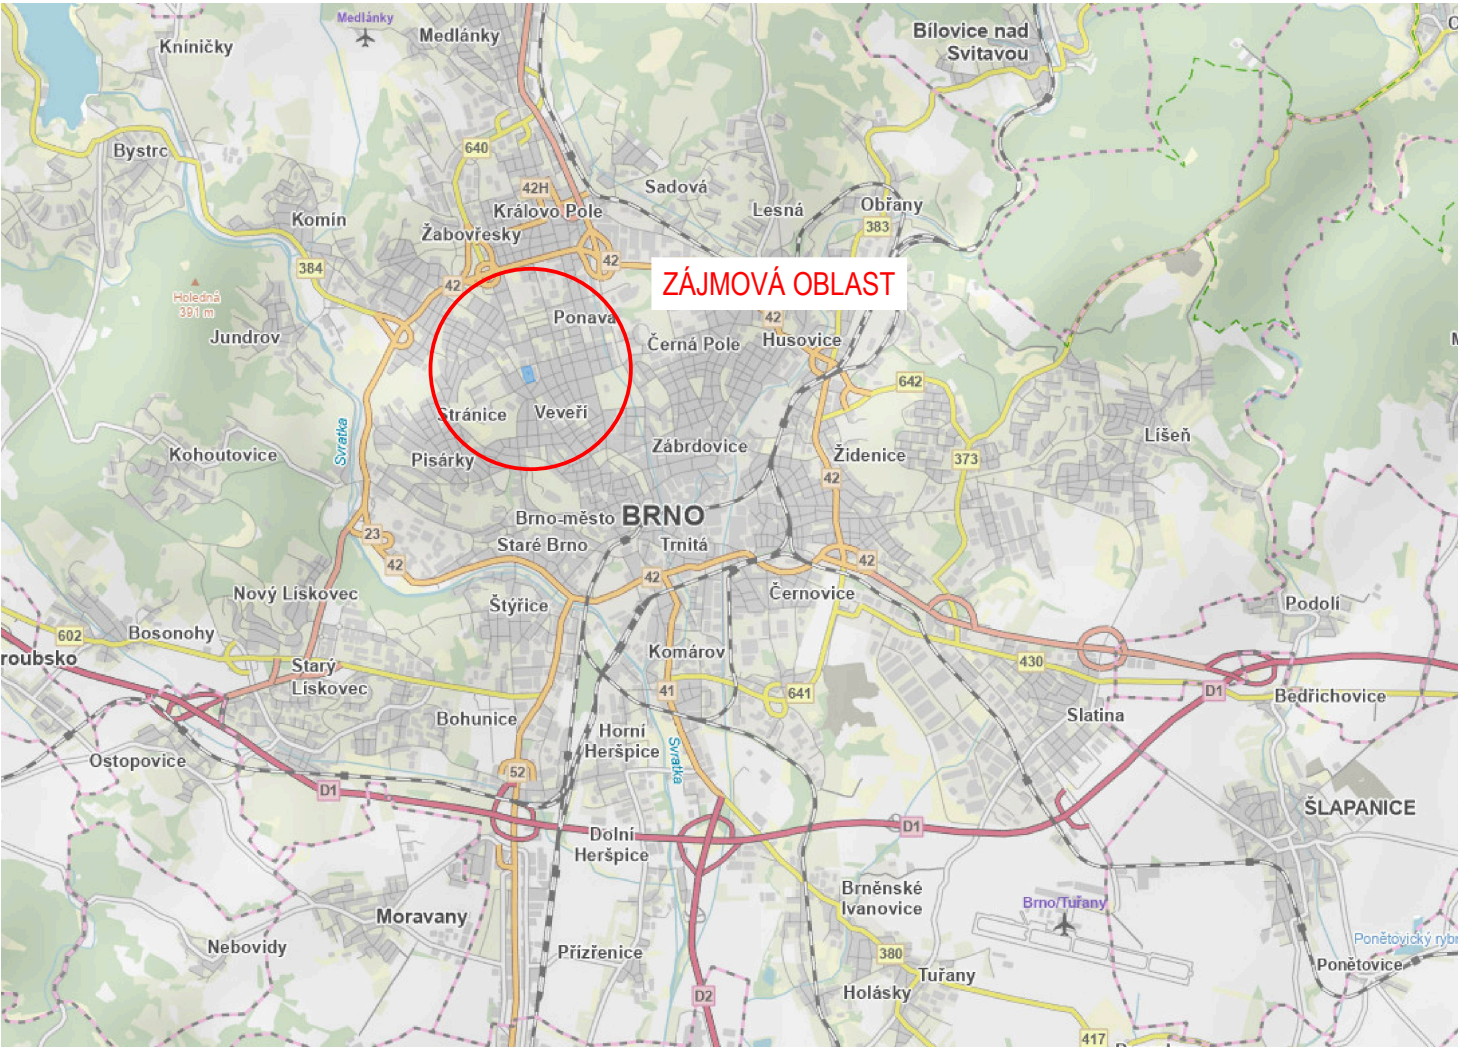 Medlánky
Medlánky
Kníničky
Bílovice nad
Svitavou
Bystrc
640
Sadová
42H
Královo Pole
Lesná
Obřany
Komín
383
Žabovřesky
384
42
42
ZÁJMOVÁ OBLAST
Holedná
391 m
Ponava
42
Jundrov
Černá Pole
Husovice
642
Stránice
Veveří
Svratka
Kohoutovice
Pisárky
Zábrdovice
Židenice
373
Líšeň
42
Brno-město
BRNO
23
Staré Brno
Trnitá
42
42
42
Nový Lískovec
Štýřice
Černovice
Podolí
602
Bosonohy
roubsko
Starý
Lískovec
Komárov
430
41
641
D1
Bedřichovice
Bohunice
Slatina
Horní
Heršpice
Svratka
Ostopovice
52
D1
ŠLAPANICE
D1
Dolní
Heršpice
Brněnské
Ivanovice
Brno/Tuřany
Moravany
Nebovidy
Přízřenice
380
Ponětovický rybn
Ponětovice
Tuřany
Holásky
D2
417